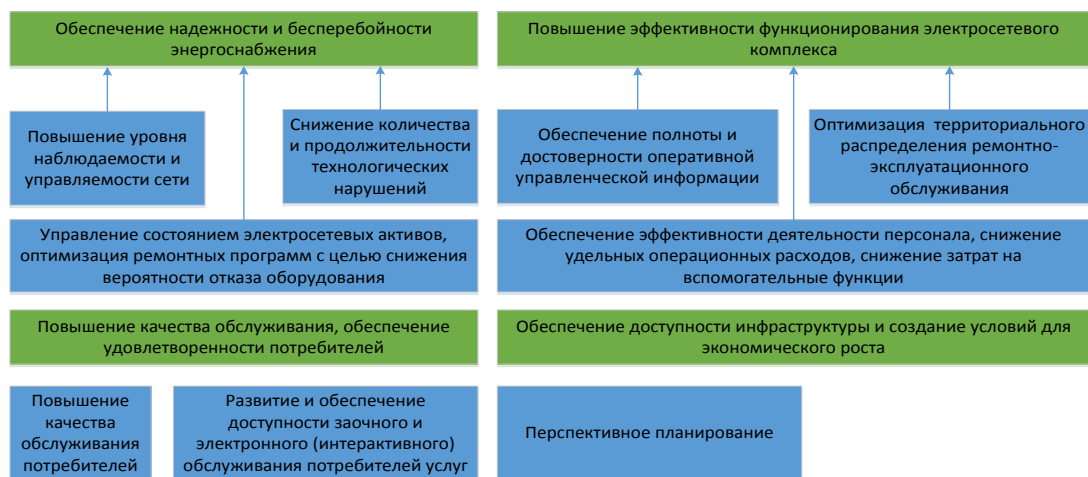 Обеспечение надежности и бесперебойности
энергоснабжения
Повышение эффективности функционирования электросетевого
комплекса
Повышение уровня
наблюдаемости и
управляемости сети
Снижение количества
и продолжительности
технологических
нарушений
Обеспечение полноты и
достоверности оперативной
управленческой информации
Оптимизация территориального
распределения ремонтно-
эксплуатационного
обслуживания
Управление состоянием электросетевых активов,
оптимизация ремонтных программ с целью снижения
вероятности отказа оборудования
Обеспечение эффективности деятельности персонала, снижение
удельных операционных расходов, снижение затрат на
вспомогательные функции
Повышение качества обслуживания, обеспечение
удовлетворенности потребителей
Обеспечение доступности инфраструктуры и создание условий для
экономического роста
Повышение
качества
обслуживания
потребителей
Развитие и обеспечение
доступности заочного и
электронного (интерактивного)
обслуживания потребителей услуг
Перспективное планирование